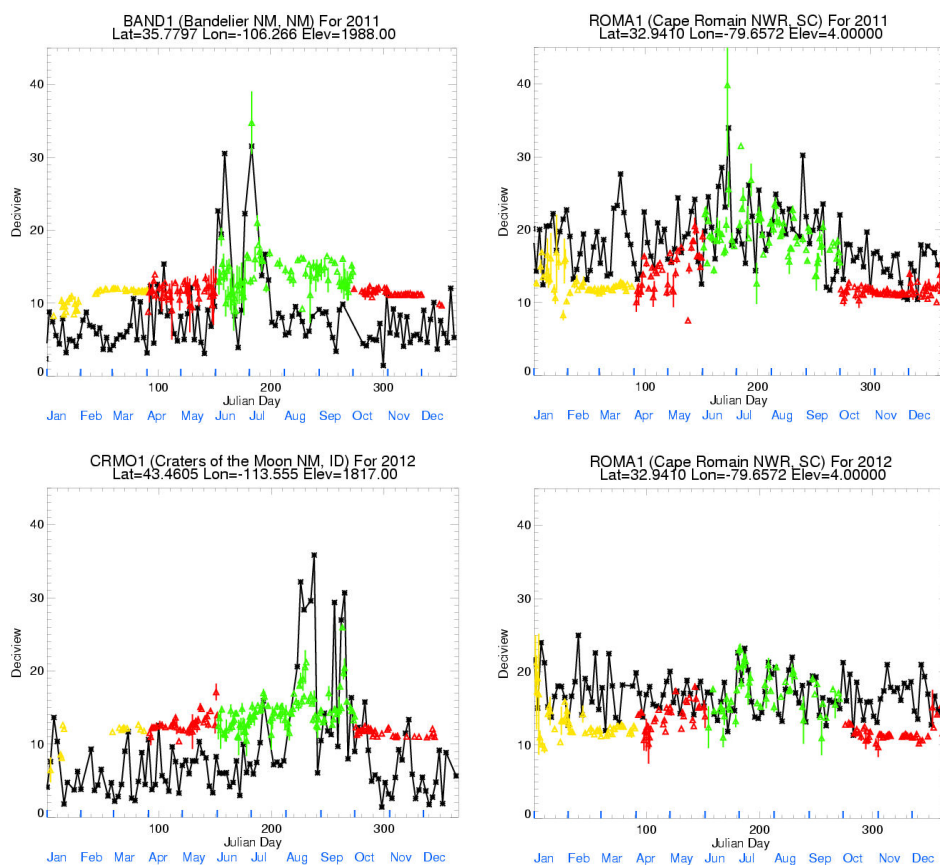 BAND1 (Bandelier NM, NM) For 2011
Lat=35.7797 Lon=-106.266 Elev=1988.00
Deciview
40
30
20
10
0
100 200 300
Julian Day
Jan Feb Mar Apr May Jun Jul Aug Sep Oct Nov Dec
ROMA1 (Cape Romain NWR, SC) For 2011
Lat=32.9410 Lon=-79.6572 Elev=4.00000
Deciview
40
30
20
10
0
100 200 300
Julian Day
Jan Feb Mar Apr May Jun Jul Aug Sep Oct Nov Dec
CRMO1 (Craters of the Moon NM, ID) For 2012
Lat=43.4605 Lon=-113.555 Elev=1817.00
Deciview
40
30
20
10
0
100 200 300
Julian Day
Jan Feb Mar Apr May Jun Jul Aug Sep Oct Nov Dec
ROMA1 (Cape Romain NWR, SC) For 2012
Lat=32.9410 Lon=-79.6572 Elev=4.00000
Deciview
40
30
20
10
0
100 200 300
Julian Day
Jan Feb Mar Apr May Jun Jul Aug Sep Oct Nov Dec